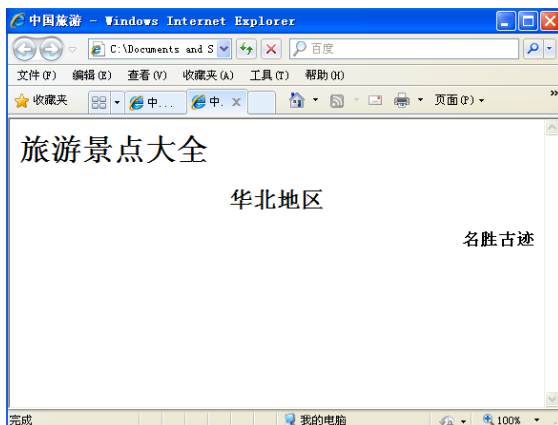 中国旅游 - Windows Internet Explorer
C:\Documents and S 百度
文件(F) 编辑(E) 查看(V) 收藏夹(A) 工具(T) 帮助(H)
收藏夹 中... 中. 页面(P)
旅游景点大全
华北地区
名胜古迹
完成 我的电脑 100%